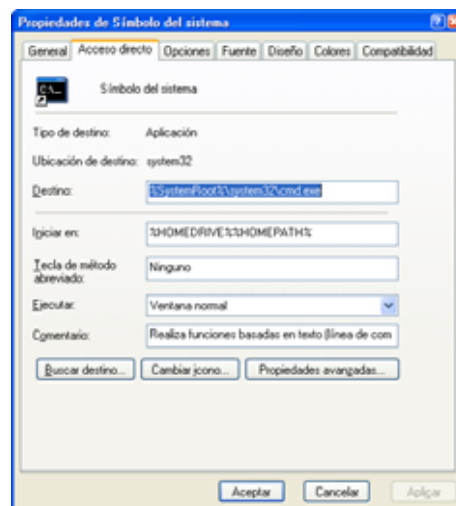 Propiedades de Símbolo del sistema
General Acceso directo Opciones Fuente Diseño Colores Compatibilidad
C:\_
Símbolo del sistema
Tipo de destino: Aplicación
Ubicación de destino: system32
Destino: %SystemRoot%\system32\cmd.exe
Iniciar en: %HOMEDRIVE%%HOMEPATH%
Tecla de método abreviado: Ninguno
Ejecutar: Ventana normal
Comentario: Realiza funciones basadas en texto (línea de com
Buscar destino... Cambiar icono... Propiedades avanzadas...
Aceptar Cancelar Aplicar